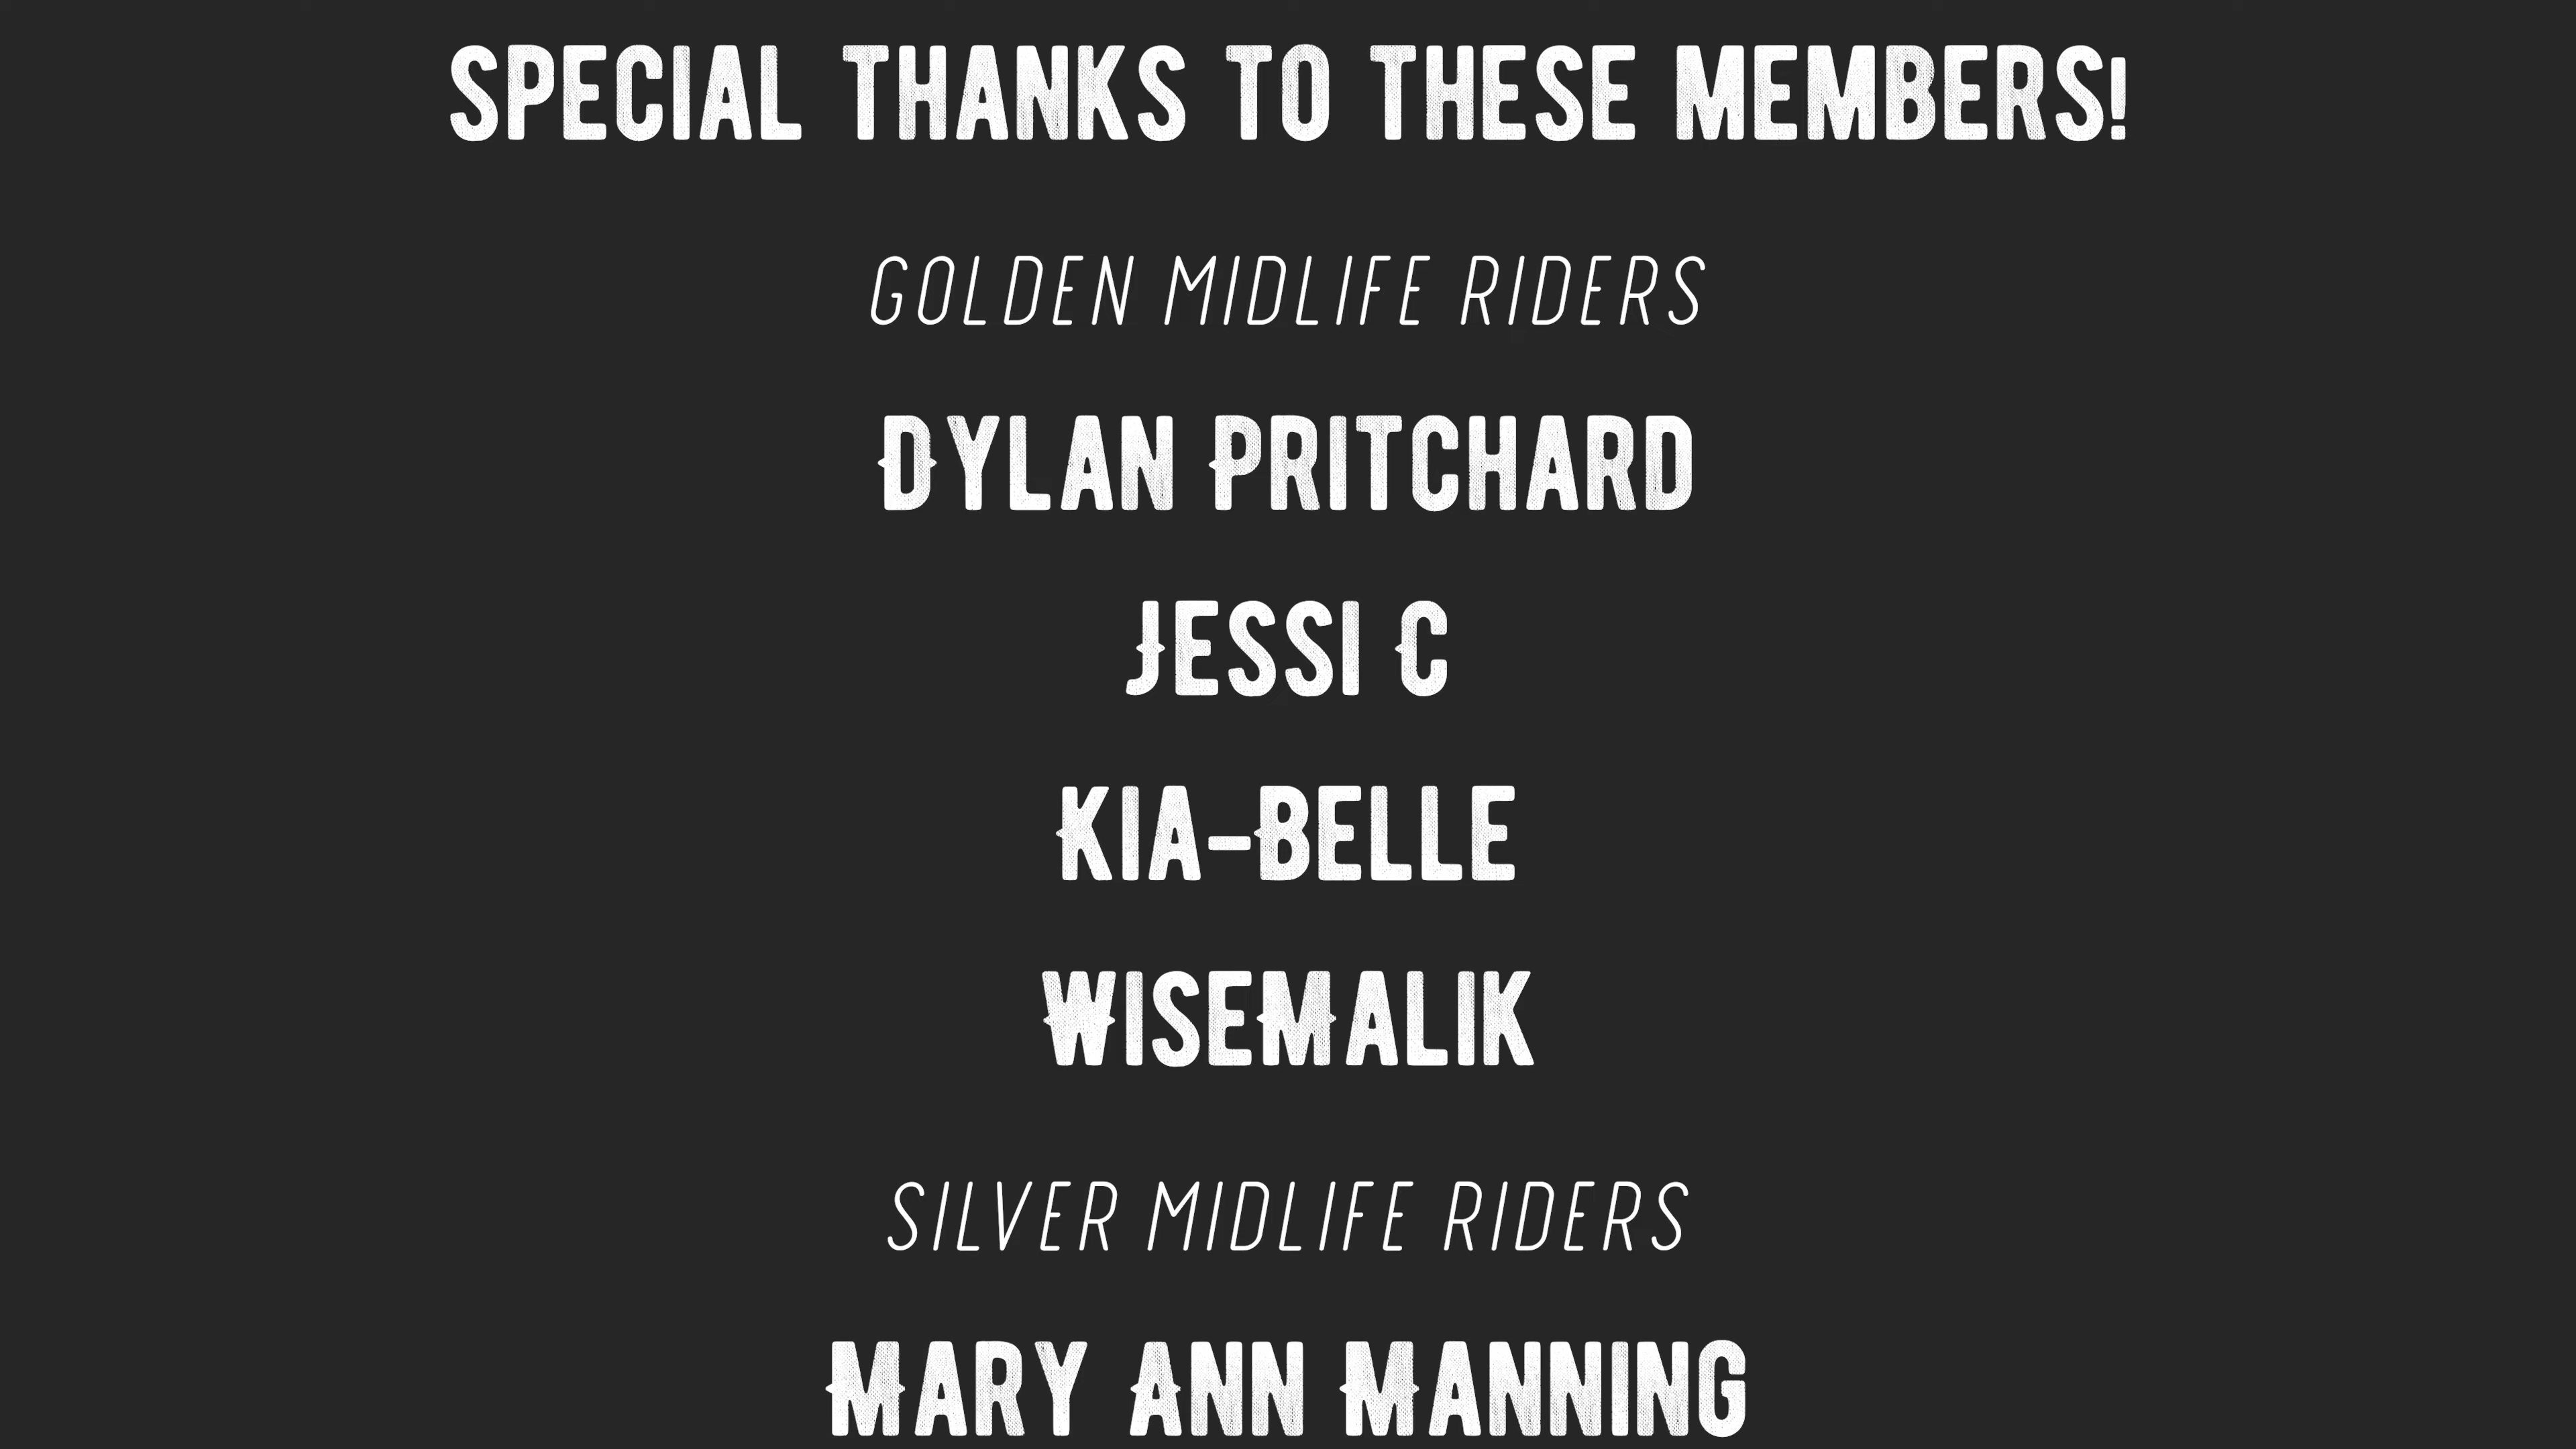 SPECIAL THANKS TO THESE MEMBERS!
GOLDEN MIDLIFE RIDERS
DYLAN PRITCHARD
JESSI C
KIA-BELLE
WISEMALIK
SILVER MIDLIFE RIDERS
MARY ANN MANNING